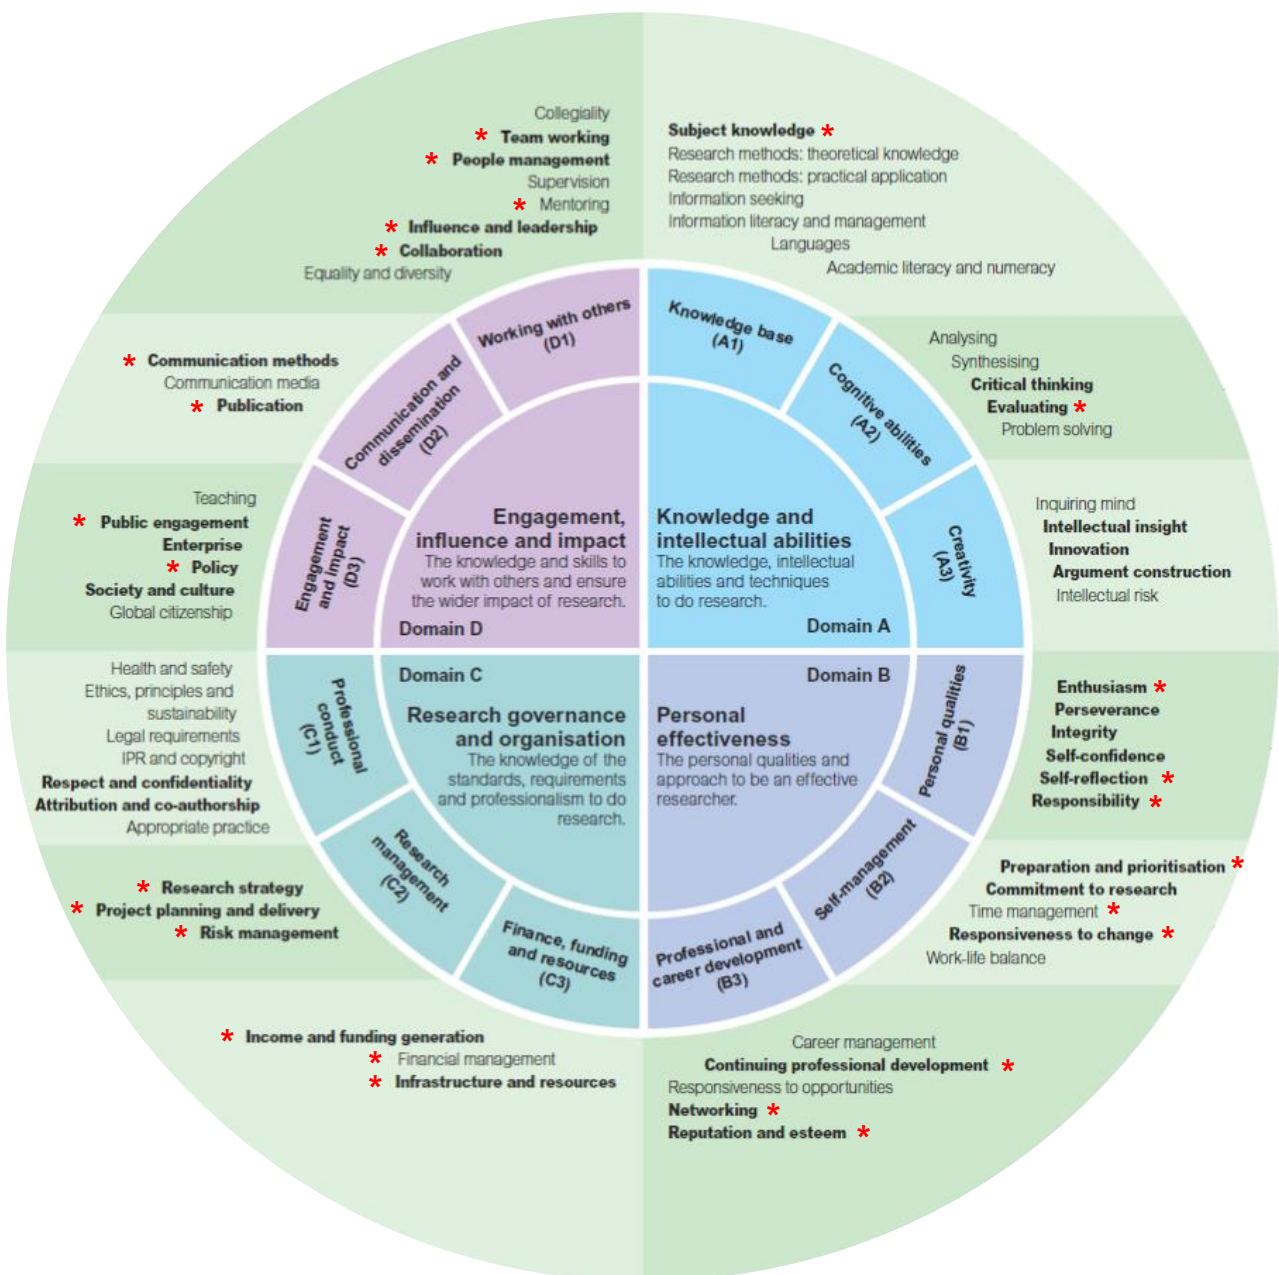 Collegiality
* Team working
* People management
Supervision
* Mentoring
* Influence and leadership
* Collaboration
Equality and diversity
Subject knowledge *
Research methods: theoretical knowledge
Research methods: practical application
Information seeking
Information literacy and management
Languages
Academic literacy and numeracy
* Communication methods
Communication media
* Publication
Analysing
Synthesising
Critical thinking
Evaluating *
Problem solving
Teaching
* Public engagement
Enterprise
* Policy
Society and culture
Global citizenship
Inquiring mind
Intellectual insight
Innovation
Argument construction
Intellectual risk
Working with others
(D1)
Knowledge base
(A1)
Communication and
dissemination
(D2)
Cognitive abilities
(A2)
Engagement
and impact
(D3)
Creativity
(A3)
Engagement,
influence and impact
The knowledge and skills to
work with others and ensure
the wider impact of research.
Domain D
Knowledge and
intellectual abilities
The knowledge, intellectual
abilities and techniques
to do research.
Domain A
Domain C
Research governance
and organisation
The knowledge of the
standards, requirements
and professionalism to do
research.
Domain B
Personal
effectiveness
The personal qualities and
approach to be an effective
researcher.
Professional
conduct
(C1)
Personal qualities
(B1)
Research
management
(C2)
Self-management
(B2)
Finance, funding
and resources
(C3)
Professional and
career development
(B3)
Health and safety
Ethics, principles and
sustainability
Legal requirements
IPR and copyright
Respect and confidentiality
Attribution and co-authorship
Appropriate practice
Enthusiasm *
Perseverance
Integrity
Self-confidence
Self-reflection *
Responsibility *
* Research strategy
* Project planning and delivery
* Risk management
Preparation and prioritisation *
Commitment to research
Time management *
Responsiveness to change *
Work-life balance
* Income and funding generation
* Financial management
* Infrastructure and resources
Career management
Continuing professional development *
Responsiveness to opportunities
Networking *
Reputation and esteem *